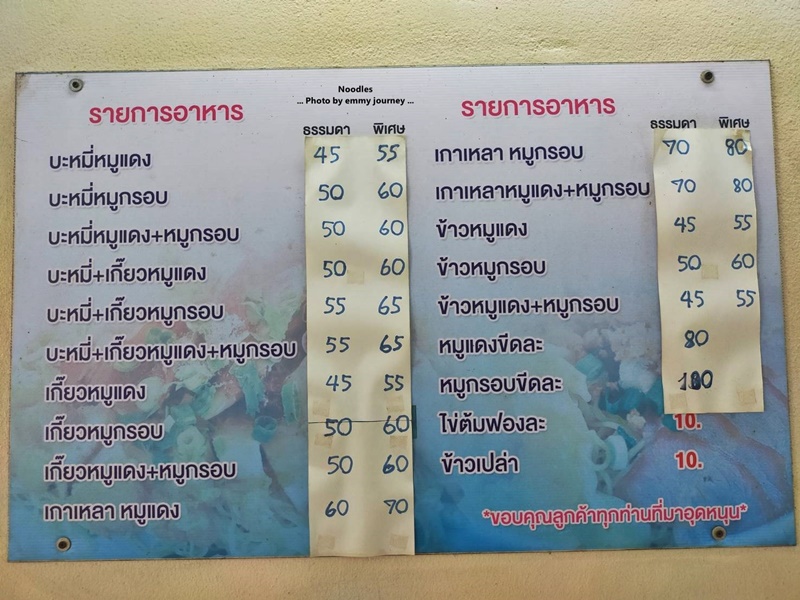 Noodles
... Photo by emmy journey ...
รายการอาหาร
ธรรมดา พิเศษ
บะหมี่หมูแดง 45 55
บะหมี่หมูกรอบ 50 60
บะหมี่หมูแดง+หมูกรอบ 50 60
บะหมี่+เกี๊ยวหมูแดง 50 60
บะหมี่+เกี๊ยวหมูกรอบ 55 65
บะหมี่+เกี๊ยวหมูแดง+หมูกรอบ 55 65
เกี๊ยวหมูแดง 45 55
เกี๊ยวหมูกรอบ 50 60
เกี๊ยวหมูแดง+หมูกรอบ 50 60
เกาเหลา หมูแดง 60 70
รายการอาหาร
ธรรมดา พิเศษ
เกาเหลา หมูกรอบ 70 80
เกาเหลาหมูแดง+หมูกรอบ 70 80
ข้าวหมูแดง 45 55
ข้าวหมูกรอบ 50 60
ข้าวหมูแดง+หมูกรอบ 45 55
หมูแดงขีดละ 80
หมูกรอบขีดละ
ไข่ต้มฟองละ 10.
ข้าวเปล่า 10.
*ขอบคุณลูกค้าทุกท่านที่มาอุดหนุน*